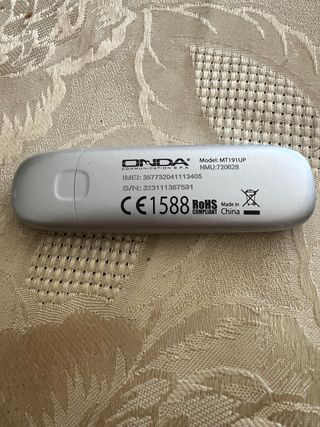 ONDA
COMMUNICATION S.P.A.
Model: MT191UP
NMU:720628
IMEI: 357732041113405
S/N: 323111367591
CE1588 RoHS COMPLIANT Made in China